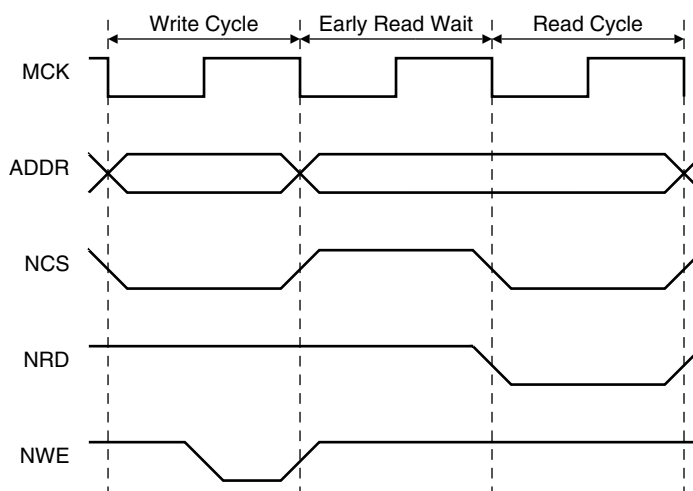 Write Cycle Early Read Wait Read Cycle
MCK
ADDR
NCS
NRD
NWE